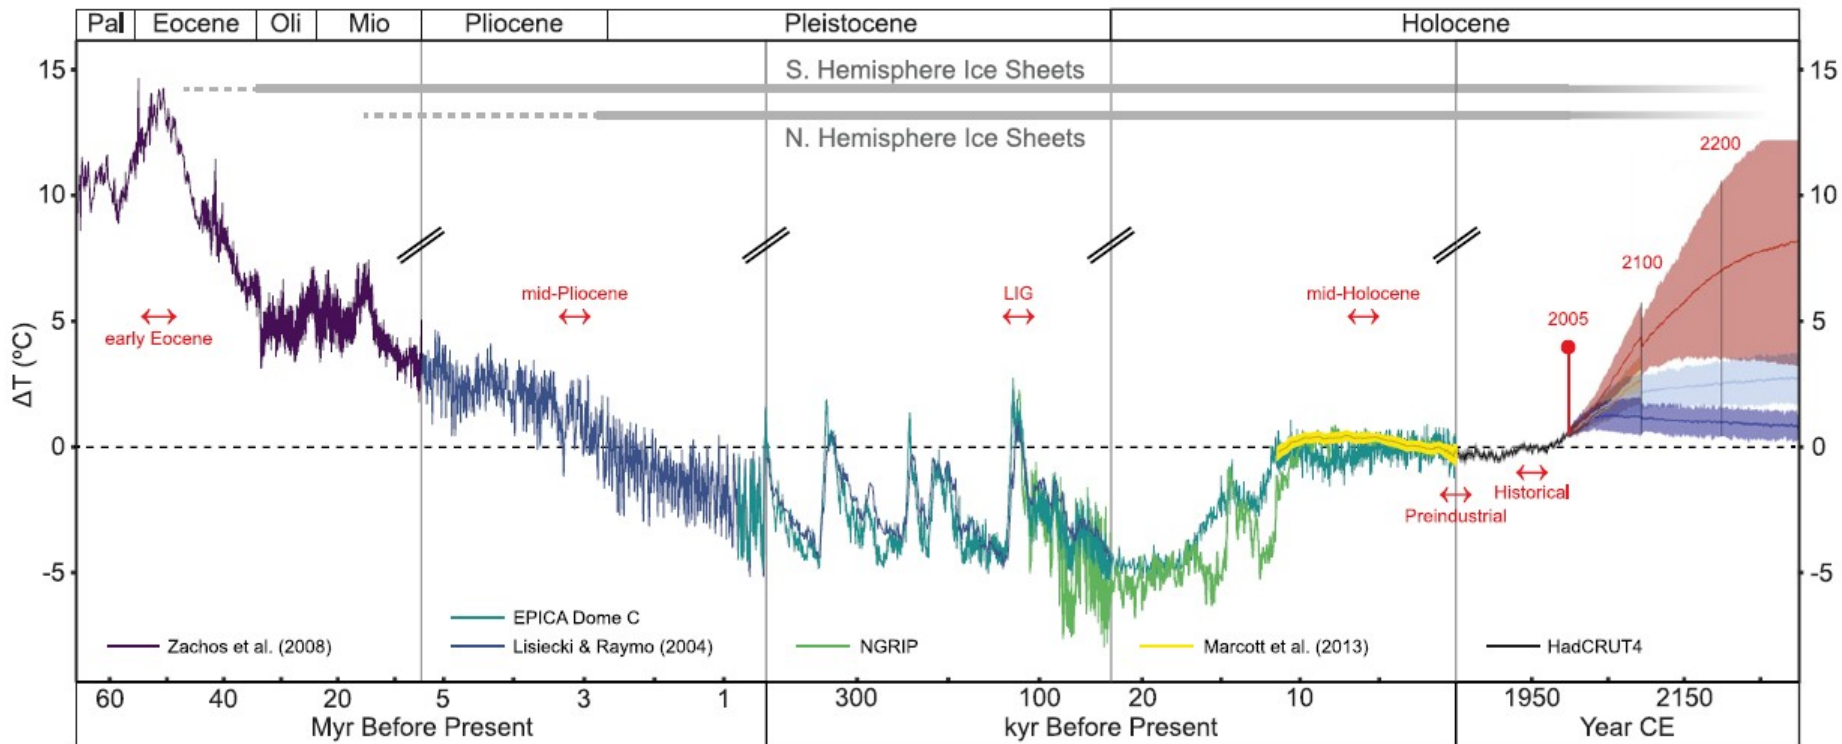 Pal Eocene Oli Mio Pliocene Pleistocene Holocene
15 S. Hemisphere Ice Sheets 15
N. Hemisphere Ice Sheets
2200
10 10
2100
mid-Pliocene LIG mid-Holocene
2005
5 5
early Eocene
ΔT (°C)
0 0
Historical
Preindustrial
-5 -5
EPICA Dome C
Zachos et al. (2008) Lisiecki & Raymo (2004) NGRIP Marcott et al. (2013) HadCRUT4
60 40 20 5 3 1 300 100 20 10 1950 2150
Myr Before Present kyr Before Present Year CE